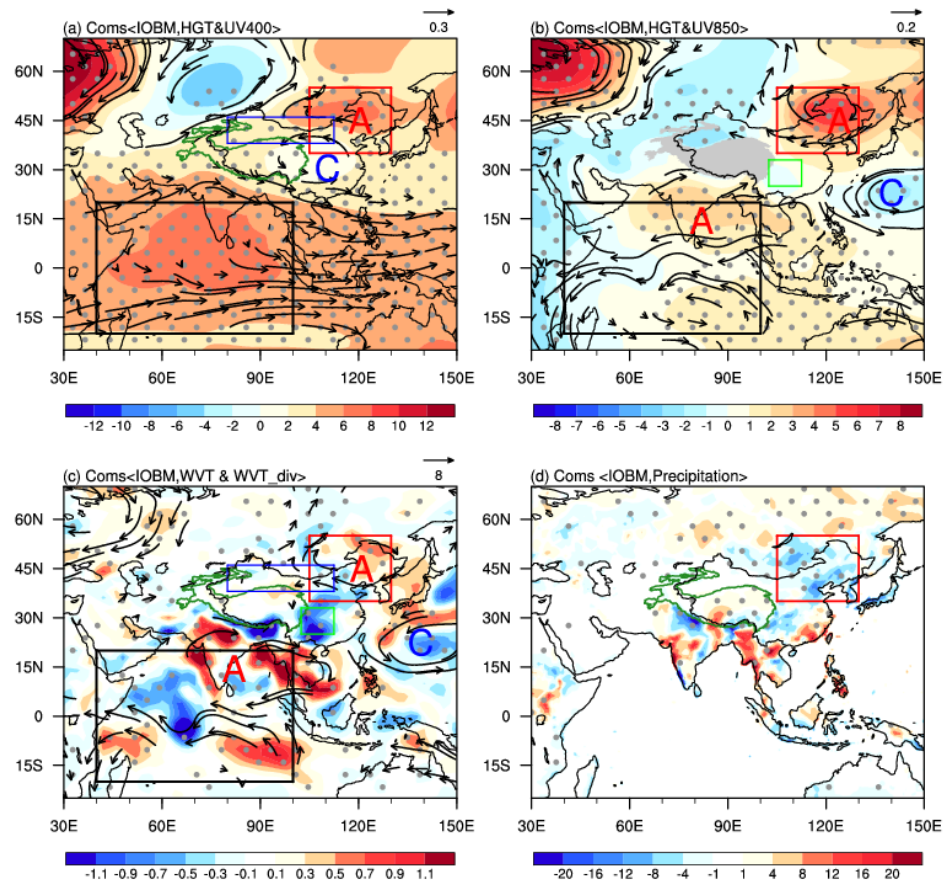 (a) Coms<IOBM,HGT&UV400>
0.3
60N
45N
30N
15N
0
15S
A
C
30E 60E 90E 120E 150E
-12 -10 -8 -6 -4 -2 0 2 4 6 8 10 12
(b) Coms<IOBM,HGT&UV850>
0.2
60N
45N
30N
15N
0
15S
A
C
A
30E 60E 90E 120E 150E
-8 -7 -6 -5 -4 -3 -2 -1 1 2 3 4 5 6 7 8
(c) Coms<IOBM,WVT & WVT_div>
8
60N
45N
30N
15N
0
15S
A
C
A
30E 60E 90E 120E 150E
-1.1 -0.9 -0.7 -0.5 -0.3 -0.1 0.1 0.3 0.5 0.7 0.9 1.1
(d) Coms <IOBM,Precipitation>
60N
45N
30N
15N
0
15S
30E 60E 90E 120E 150E
-20 -16 -12 -8 -4 4 8 12 16 20